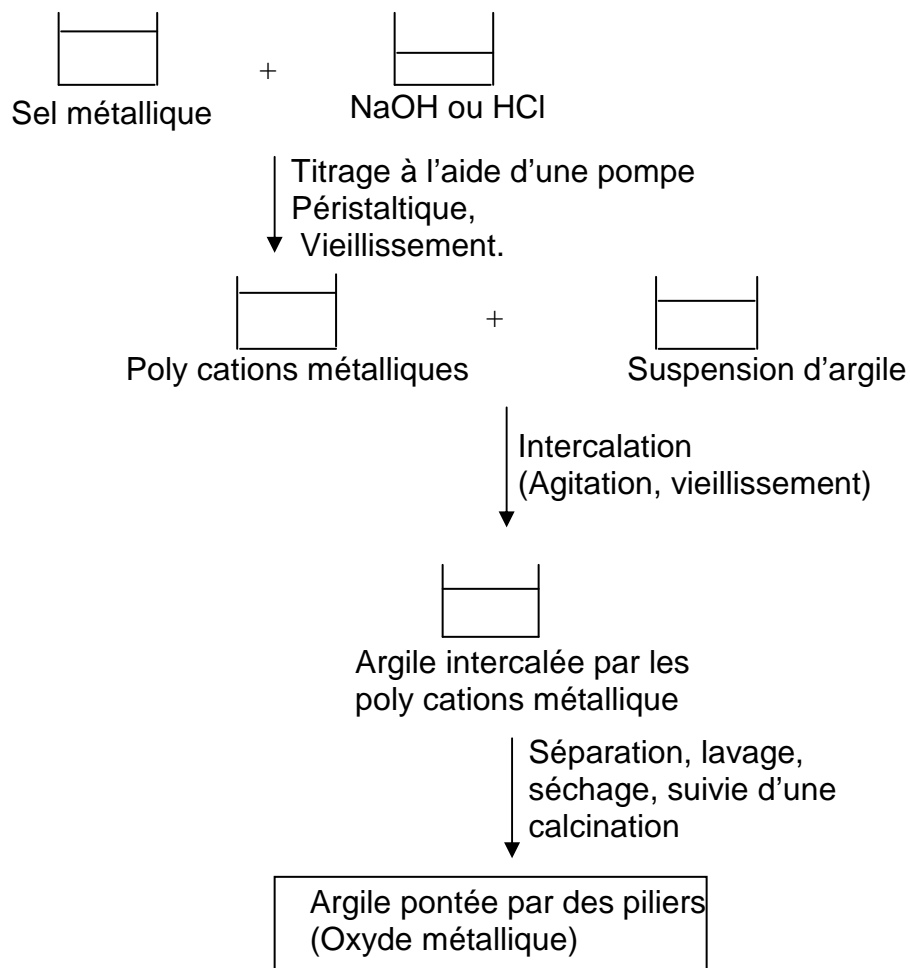 +
Sel métallique
NaOH ou HCl
Titrage à l’aide d’une pompe
Péristaltique,
Vieillissement.
+
Poly cations métalliques
Suspension d’argile
Intercalation
(Agitation, vieillissement)
Argile intercalée par les
poly cations métallique
Séparation, lavage,
séchage, suivie d’une
calcination
Argile pontée par des piliers
(Oxyde métallique)